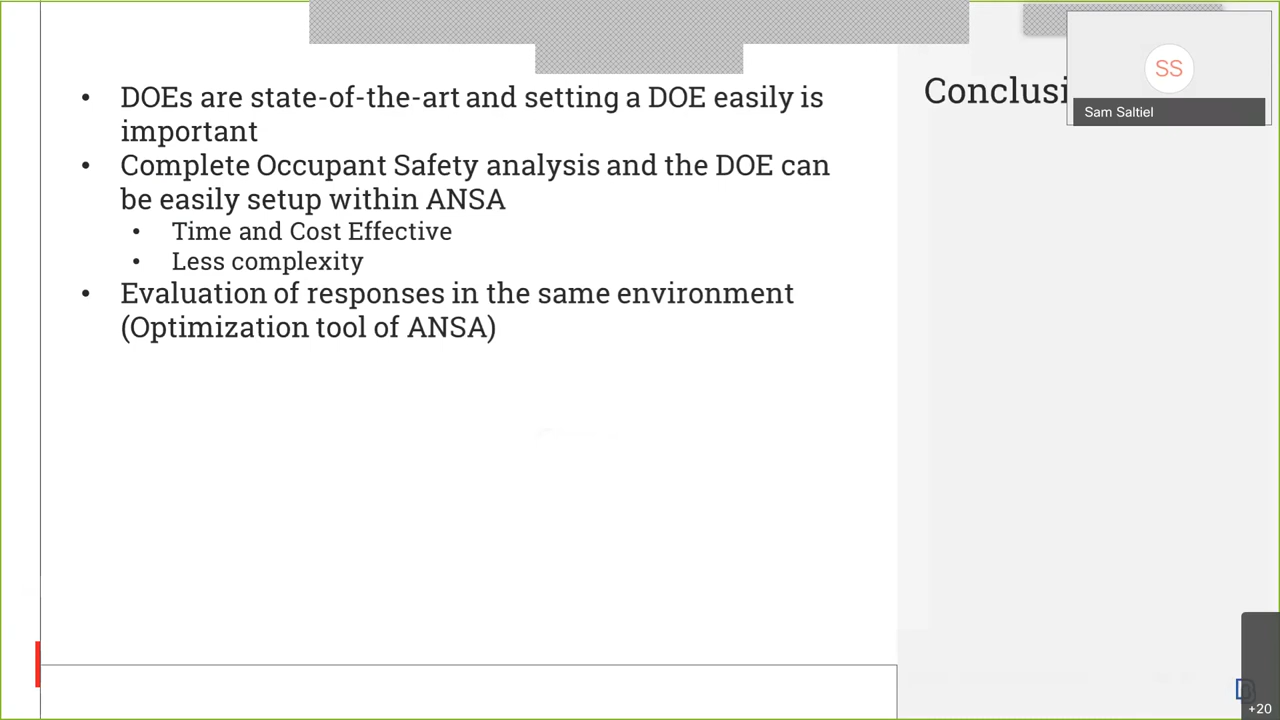 • DOEs are state-of-the-art and setting a DOE easily is
important
• Complete Occupant Safety analysis and the DOE can
be easily setup within ANSA
• Time and Cost Effective
• Less complexity
• Evaluation of responses in the same environment
(Optimization tool of ANSA)
Conclusi
SS
Sam Saltiel
+20